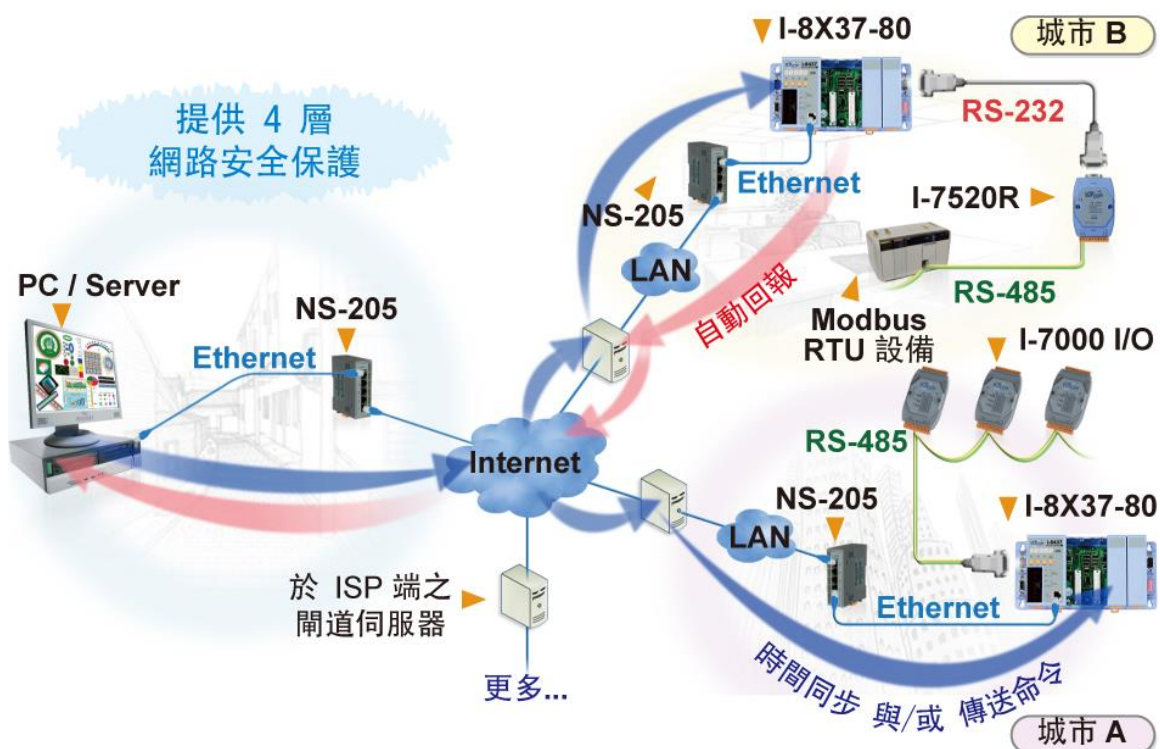 I-8X37-80
城市 B
提供 4 層
網路安全保護
RS-232
Ethernet
NS-205
I-7520R
LAN
PC / Server
NS-205
RS-485
自動回報
Modbus
RTU 設備
I-7000 I/O
Ethernet
RS-485
Internet
NS-205
I-8X37-80
LAN
於 ISP 端之
閘道伺服器
Ethernet
更多...
時間同步 與/或 傳送命令
城市 A